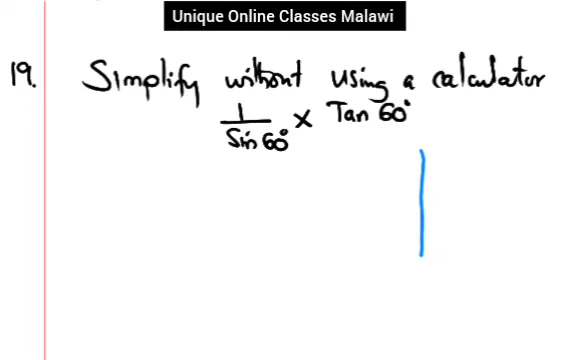 Unique Online Classes Malawi
19. Simplify without using a calculator
1/Sin 60° × Tan 60°